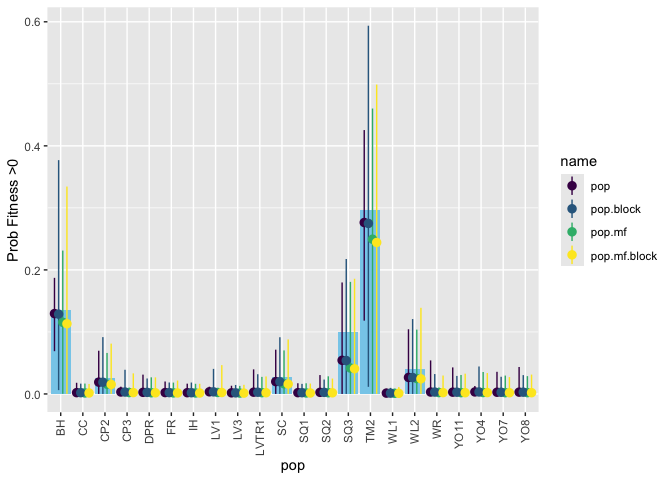 Prob Fitness >0
0.6
0.4
0.2
0.0
BH
CC
CP2
CP3
DPR
FR
IH
LV1
LV3
LVTR1
SC
SQ1
SQ2
SQ3
TM2
WL1
WL2
WR
YO11
YO4
YO7
YO8
pop
name
pop
pop.block
pop.mf
pop.mf.block